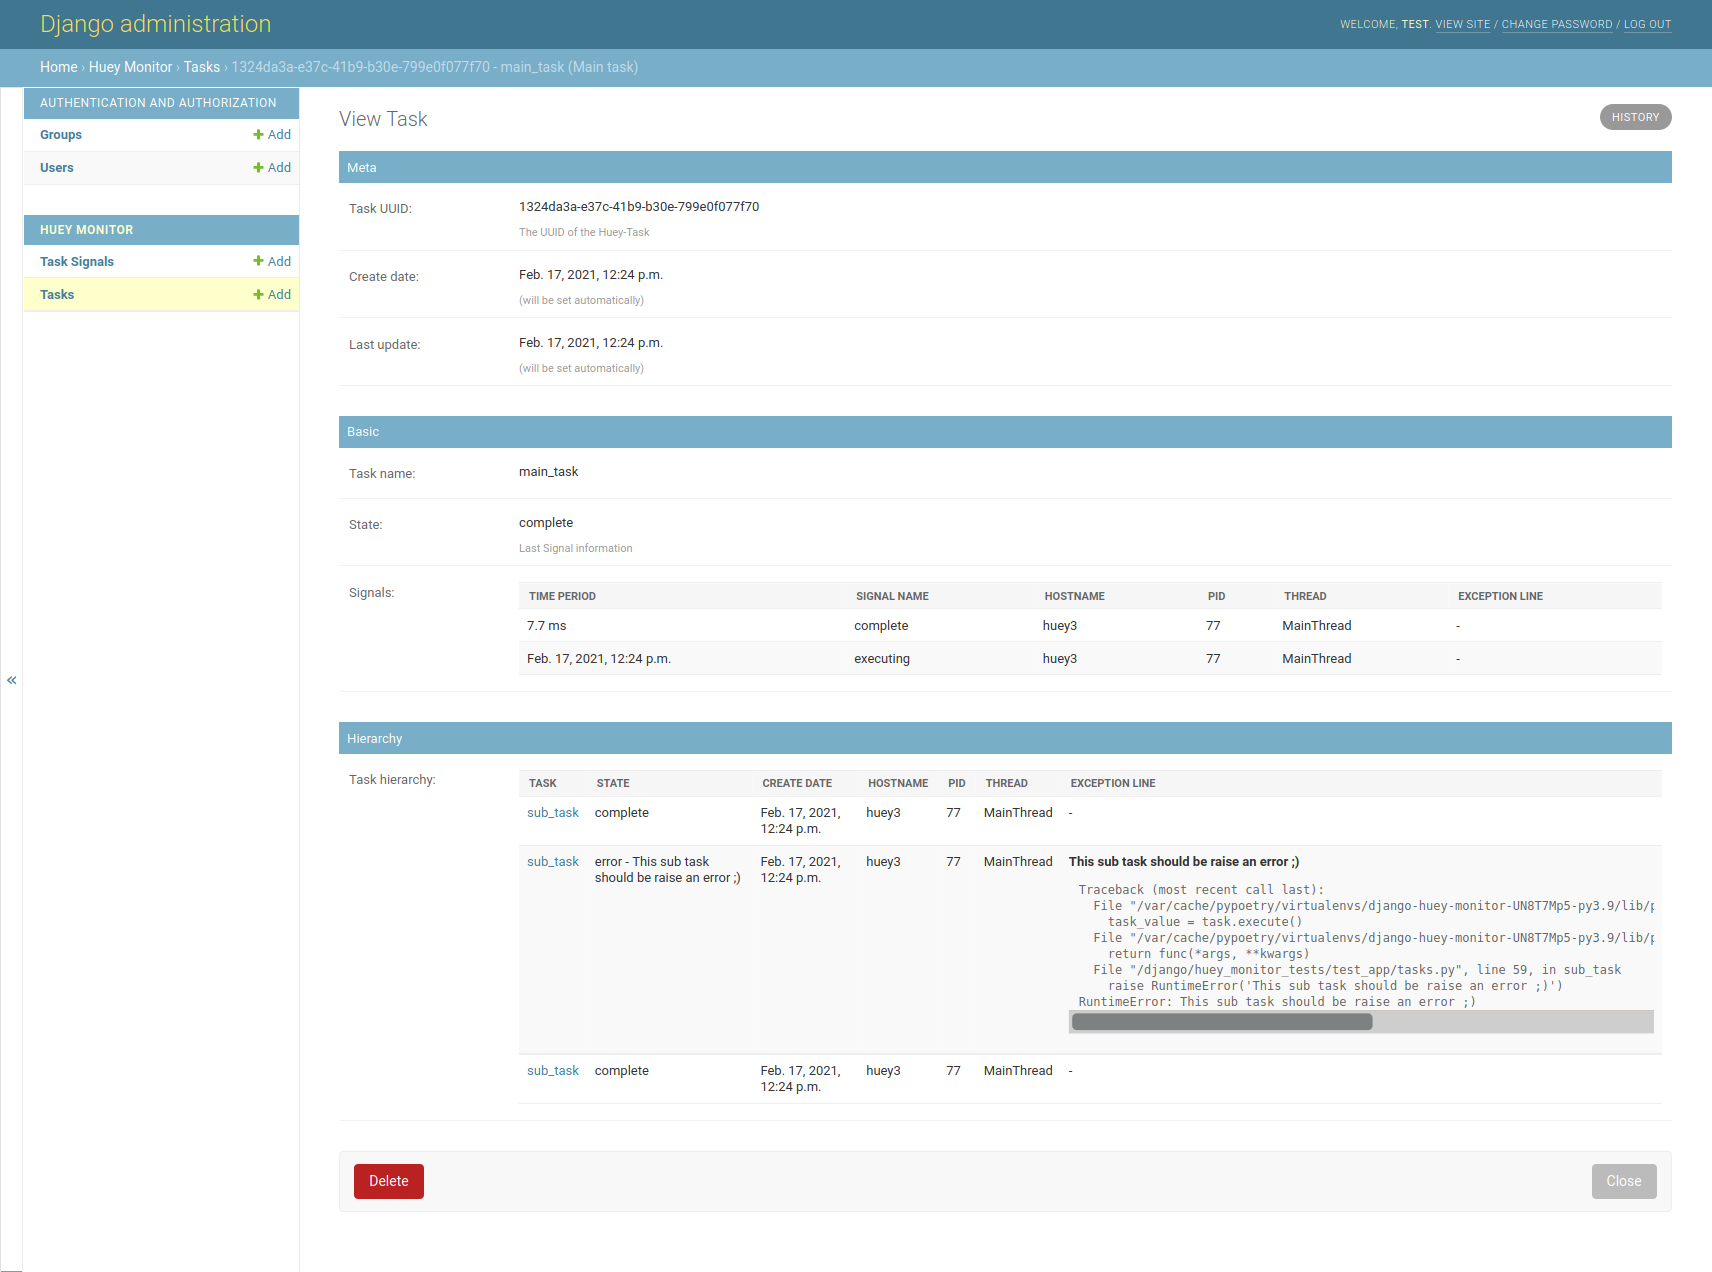 Django administration
WELCOME, TEST. VIEW SITE / CHANGE PASSWORD / LOG OUT
Home › Huey Monitor › Tasks › 1324da3a-e37c-41b9-b30e-799e0f077f70 - main_task (Main task)
AUTHENTICATION AND AUTHORIZATION
Groups Add
Users Add
HUEY MONITOR
Task Signals Add
Tasks Add
«
View Task
HISTORY
Meta
Task UUID: 1324da3a-e37c-41b9-b30e-799e0f077f70
The UUID of the Huey-Task
Create date: Feb. 17, 2021, 12:24 p.m.
(will be set automatically)
Last update: Feb. 17, 2021, 12:24 p.m.
(will be set automatically)
Basic
Task name: main_task
State: complete
Last Signal information
Signals:
TIME PERIOD SIGNAL NAME HOSTNAME PID THREAD EXCEPTION LINE
7.7 ms complete huey3 77 MainThread -
Feb. 17, 2021, 12:24 p.m. executing huey3 77 MainThread -
Hierarchy
Task hierarchy:
TASK STATE CREATE DATE HOSTNAME PID THREAD EXCEPTION LINE
sub_task complete Feb. 17, 2021, huey3 77 MainThread -
12:24 p.m.
sub_task error - This sub task Feb. 17, 2021, huey3 77 MainThread This sub task should be raise an error ;)
should be raise an error ;) 12:24 p.m.
Traceback (most recent call last):
File "/var/cache/pypoetry/virtualenvs/django-huey-monitor-UN8T7Mp5-py3.9/lib/
task_value = task.execute()
File "/var/cache/pypoetry/virtualenvs/django-huey-monitor-UN8T7Mp5-py3.9/lib/
return func(*args, **kwargs)
File "/django/huey_monitor_tests/test_app/tasks.py", line 59, in sub_task
raise RuntimeError('This sub task should be raise an error ;)')
RuntimeError: This sub task should be raise an error ;)
sub_task complete Feb. 17, 2021, huey3 77 MainThread -
12:24 p.m.
Delete
Close